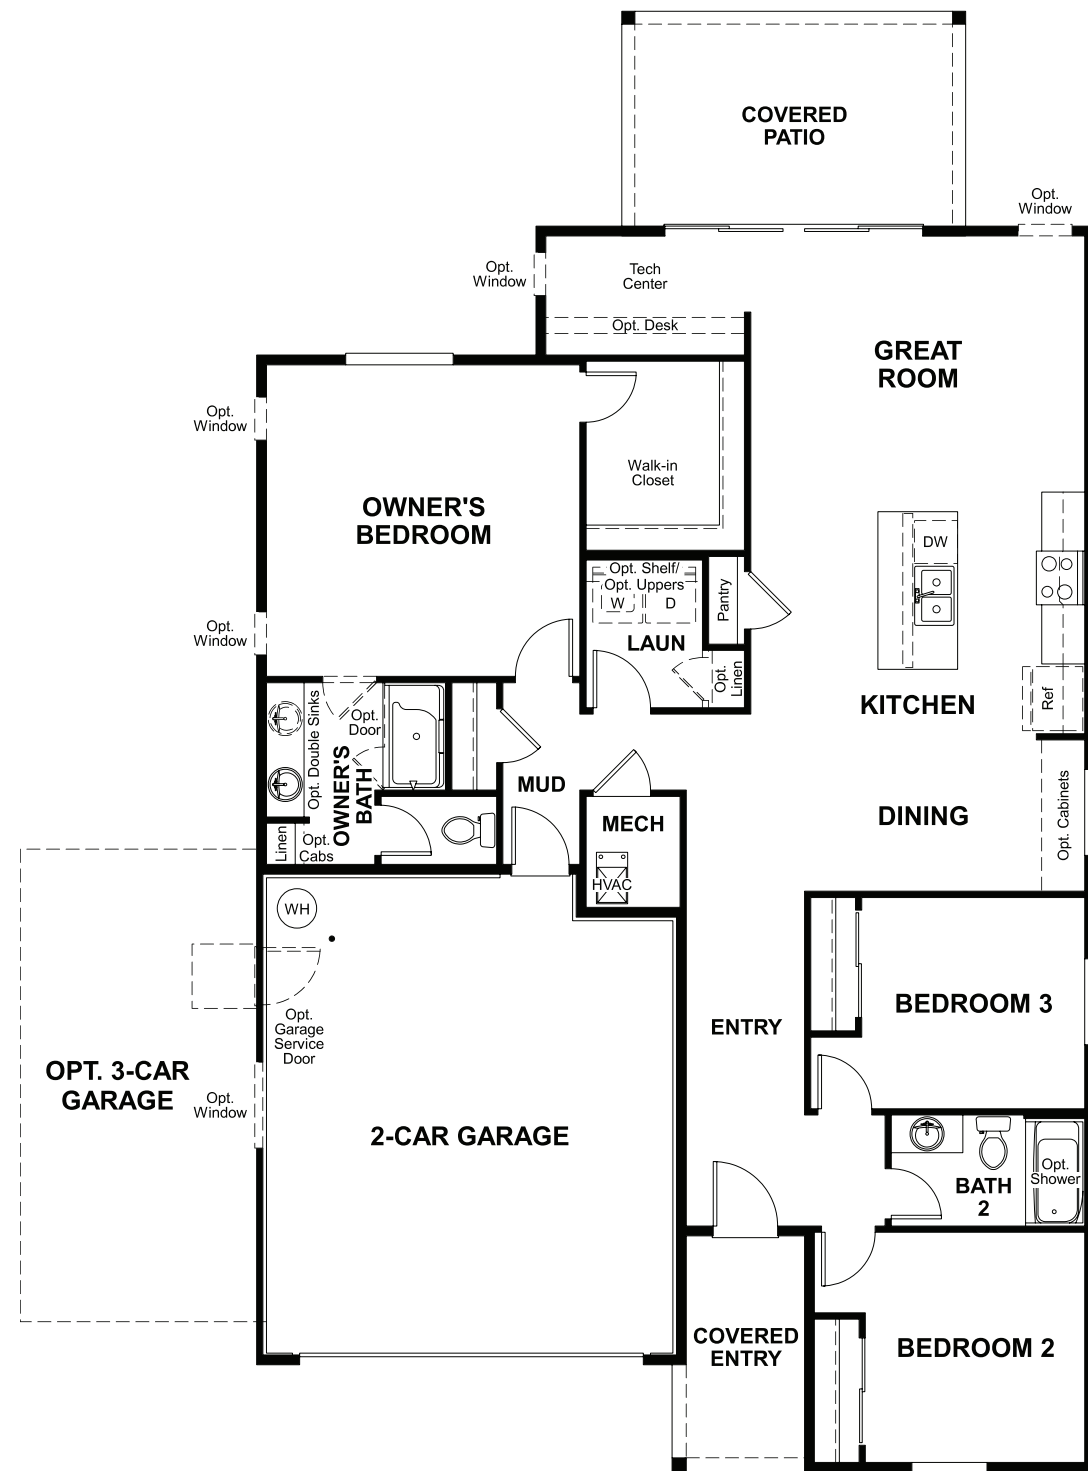 COVERED
PATIO
Opt.
Window
Opt.
Window
Tech
Center
Opt. Desk
GREAT
ROOM
Opt.
Window
Walk-in
Closet
OWNER'S
BEDROOM
DW
Opt. Shelf/
Opt. Uppers
W
D
Pantry
Opt.
Window
LAUN
Opt.
Linen
KITCHEN
Ref
Opt. Double Sinks
Opt.
Door
OWNER'S
BATH
MUD
MECH
DINING
Opt. Cabinets
Linen
Opt.
Cabs
HVAC
WH
BEDROOM 3
Opt.
Garage
Service
Door
ENTRY
OPT. 3-CAR
GARAGE
Opt.
Window
2-CAR GARAGE
BATH
2
Opt.
Shower
COVERED
ENTRY
BEDROOM 2